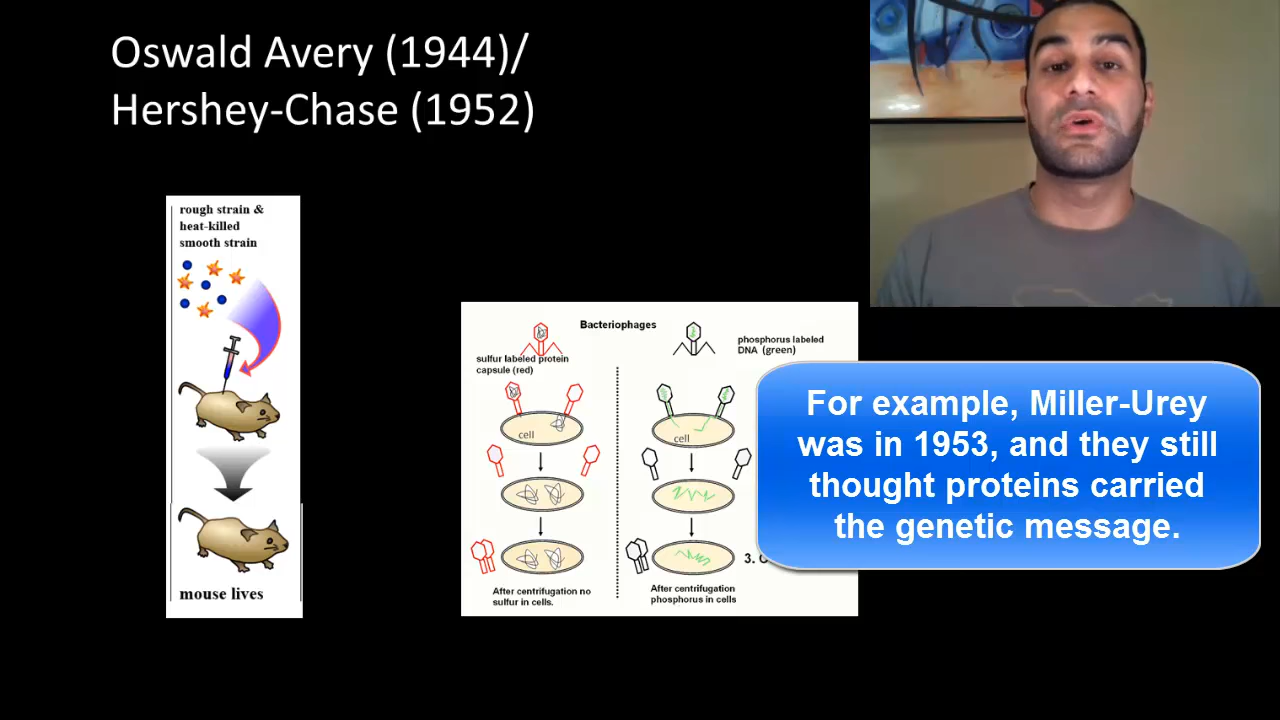 Oswald Avery (1944)/
Hershey-Chase (1952)
rough strain &
heat-killed
smooth strain
mouse lives
Bacteriophages
sulfur labeled protein
capsule (red)
phosphorus labeled
DNA (green)
cell
cell
3.
After centrifugation no
sulfur in cells.
After centrifugation
phosphorus in cells
For example, Miller-Urey
was in 1953, and they still
thought proteins carried
the genetic message.